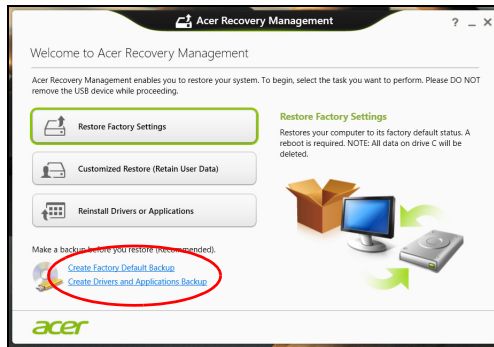 Acer Recovery Management
Welcome to Acer Recovery Management
Acer Recovery Management enables you to restore your system. To begin, select the task you want to perform. Please DO NOT
remove the USB device while proceeding.
Restore Factory Settings
Customized Restore (Retain User Data)
Reinstall Drivers or Applications
Restore Factory Settings
Restores your computer to its factory default status. A
reboot is required. NOTE: All data on drive C will be
deleted.
Make a backup before you restore (Recommended).
Create Factory Default Backup
Create Drivers and Applications Backup
acer